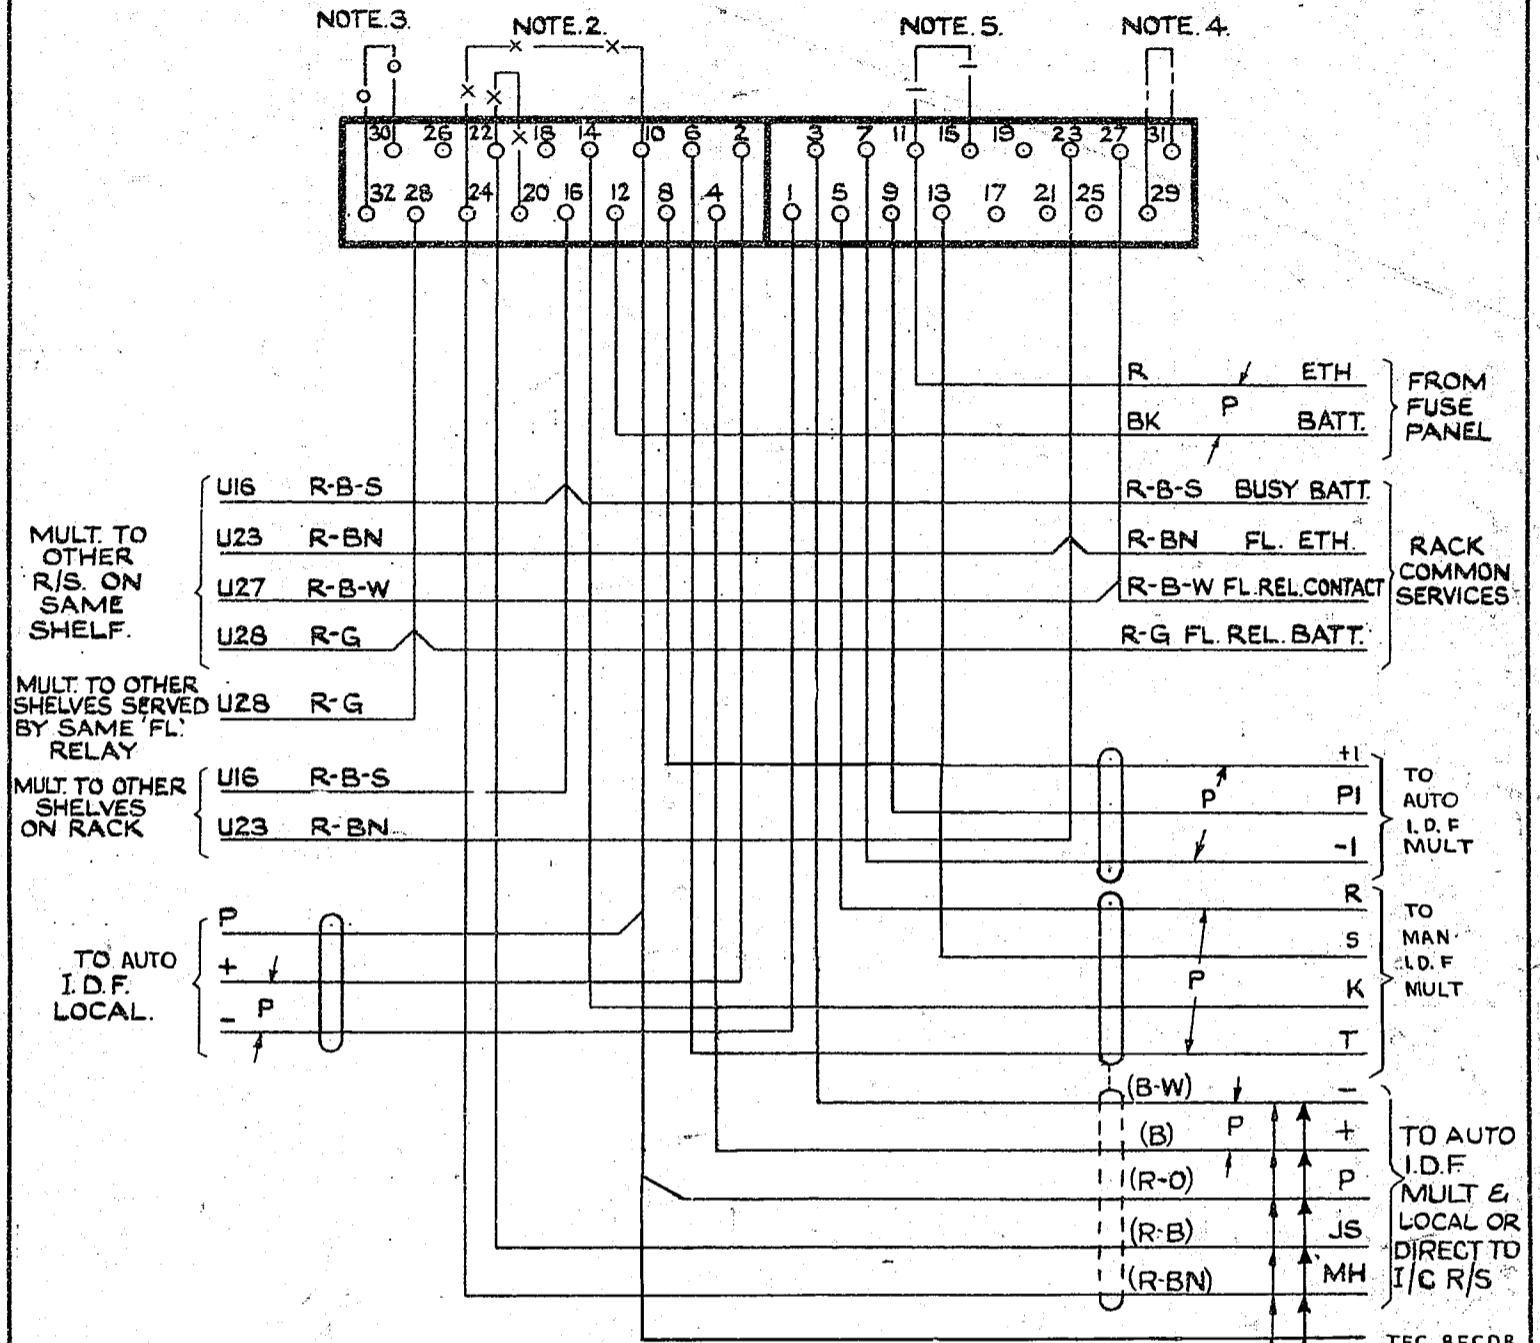 NOTE.3.
NOTE.2.
NOTE.5.
NOTE.4.
30 26 22 18 14 10 6 2 3 7 11 15 19 23 27 31
32 28 24 20 16 12 8 4 1 5 9 13 17 21 25 29
R ETH
P
BK BATT.
FROM
FUSE
PANEL
MULT. TO
OTHER
R/S. ON
SAME
SHELF.
U16 R-B-S
U23 R-BN
U27 R-B-W
U28 R-G
R-B-S BUSY BATT.
R-BN FL. ETH.
R-B-W FL.REL.CONTACT
R-G FL. REL. BATT.
RACK
COMMON
SERVICES
MULT. TO OTHER
SHELVES SERVED
BY SAME 'FL.'
RELAY
U28 R-G
MULT. TO OTHER
SHELVES
ON RACK
U16 R-B-S
U23 R-BN
+1
P
P1
-1
TO
AUTO
I.D.F
MULT
R
S
P
K
T
TO
MAN.
I.D.F
MULT
TO AUTO
I.D.F.
LOCAL.
P
+
P
-
(B-W) -
(B) P +
(R-O) P
(R-B) JS
(R-BN) MH
TO AUTO
I.D.F
MULT &
LOCAL OR
DIRECT TO
I/C R/S